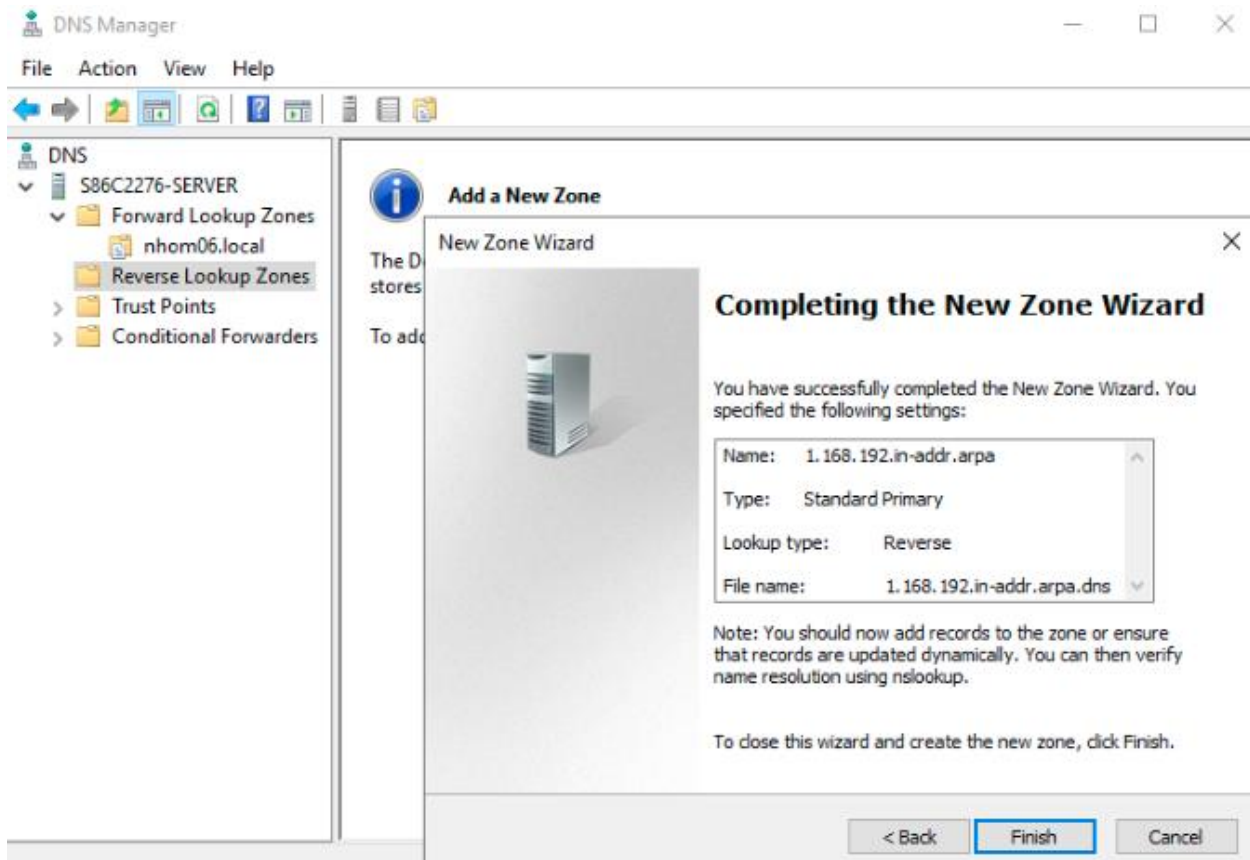 DNS Manager
File Action View Help
DNS
S86C2276-SERVER
Forward Lookup Zones
nhom06.local
Reverse Lookup Zones
Trust Points
Conditional Forwarders
Add a New Zone
The D
stores
To add
New Zone Wizard
Completing the New Zone Wizard
You have successfully completed the New Zone Wizard. You
specified the following settings:
Name: 1.168.192.in-addr.arpa
Type: Standard Primary
Lookup type: Reverse
File name: 1.168.192.in-addr.arpa.dns
Note: You should now add records to the zone or ensure
that records are updated dynamically. You can then verify
name resolution using nslookup.
To close this wizard and create the new zone, click Finish.
< Back Finish Cancel